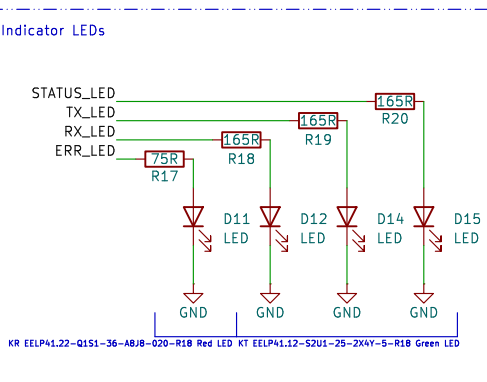 Indicator LEDs
STATUS_LED
165R
R20
TX_LED
165R
R19
RX_LED
165R
R18
ERR_LED
75R
R17
D11
LED
D12
LED
D14
LED
D15
LED
GND
GND
GND
GND
KR EELP41.22-Q1S1-36-A8J8-020-R18 Red LED
KT EELP41.12-S2U1-25-2X4Y-5-R18 Green LED